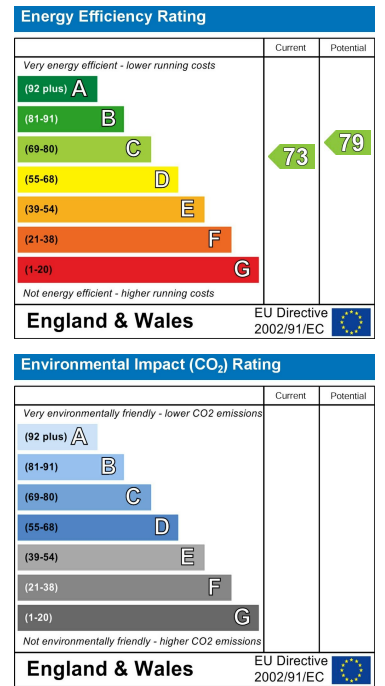 Energy Efficiency Rating
Current Potential
Very energy efficient - lower running costs
(92 plus) A
(81-91) B
(69-80) C
(55-68) D
(39-54) E
(21-38) F
(1-20) G
73
79
Not energy efficient - higher running costs
England & Wales
EU Directive
2002/91/EC
Environmental Impact (CO₂) Rating
Current Potential
Very environmentally friendly - lower CO2 emissions
(92 plus) A
(81-91) B
(69-80) C
(55-68) D
(39-54) E
(21-38) F
(1-20) G
Not environmentally friendly - higher CO2 emissions
England & Wales
EU Directive
2002/91/EC